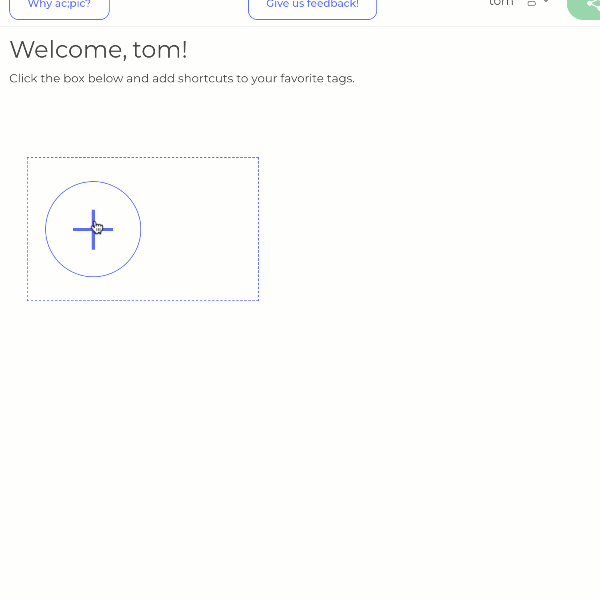 Why ac;pic?
Give us feedback!
tom
Welcome, tom!
Click the box below and add shortcuts to your favorite tags.